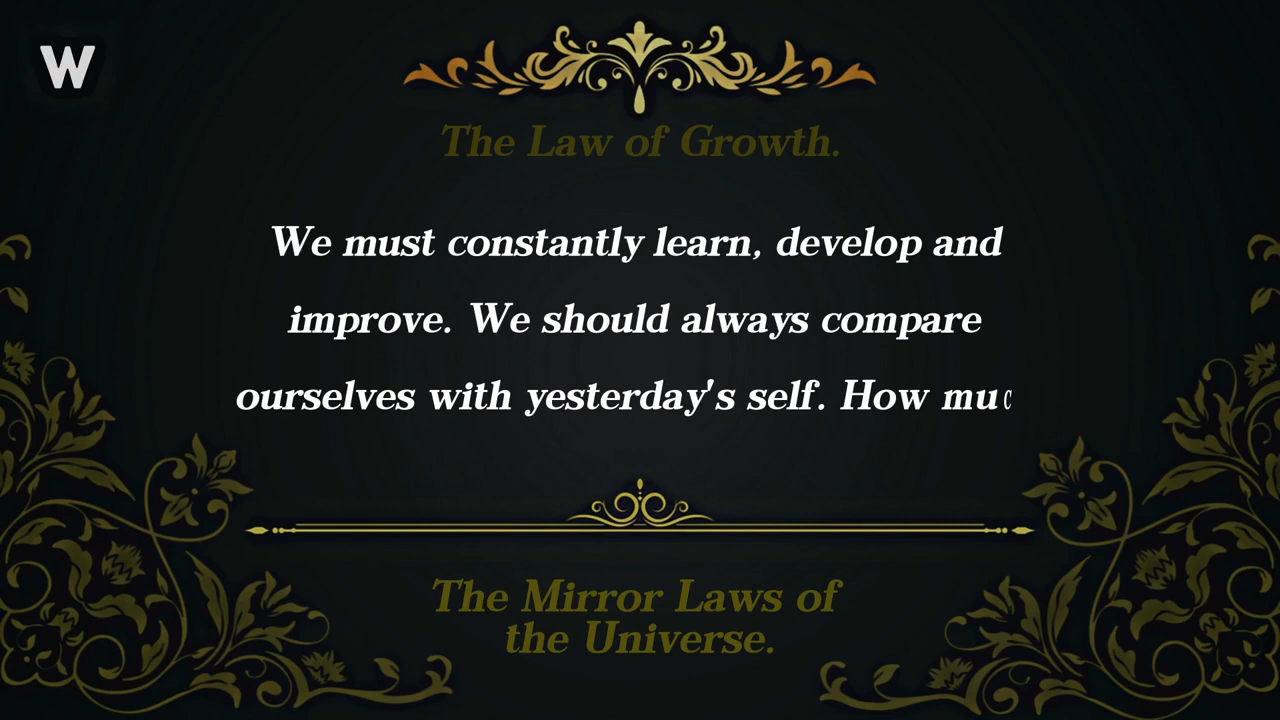 W
The Law of Growth.
We must constantly learn, develop and
improve. We should always compare
ourselves with yesterday's self. How muc
The Mirror Laws of
the Universe.